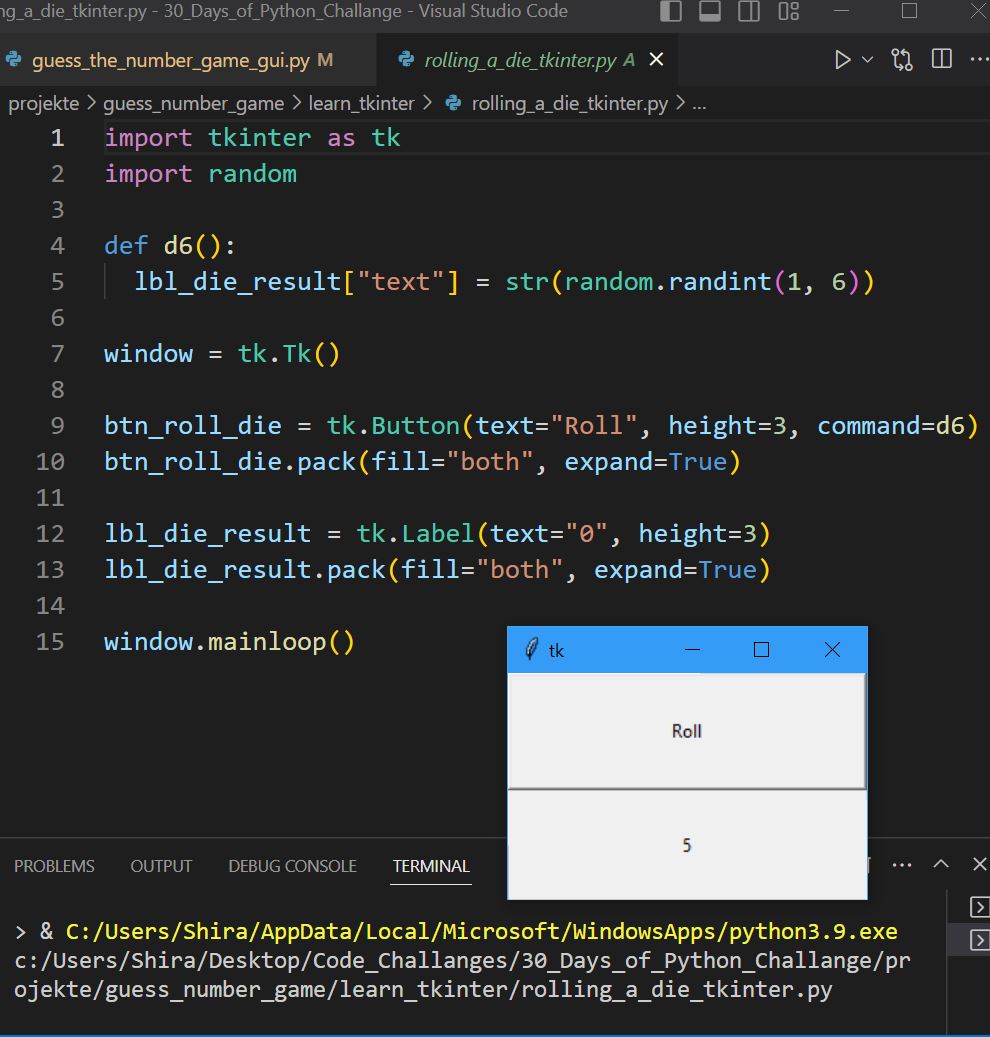 ng_a_die_tkinter.py - 30_Days_of_Python_Challange - Visual Studio Code
guess_the_number_game_gui.py M
rolling_a_die_tkinter.py A
projekte > guess_number_game > learn_tkinter > rolling_a_die_tkinter.py > ...
1 import tkinter as tk
2 import random
3
4 def d6():
5 lbl_die_result["text"] = str(random.randint(1, 6))
6
7 window = tk.Tk()
8
9 btn_roll_die = tk.Button(text="Roll", height=3, command=d6)
10 btn_roll_die.pack(fill="both", expand=True)
11
12 lbl_die_result = tk.Label(text="0", height=3)
13 lbl_die_result.pack(fill="both", expand=True)
14
15 window.mainloop()
tk
Roll
5
PROBLEMS OUTPUT DEBUG CONSOLE TERMINAL
> & C:/Users/Shira/AppData/Local/Microsoft/WindowsApps/python3.9.exe
c:/Users/Shira/Desktop/Code_Challanges/30_Days_of_Python_Challange/pr
ojekte/guess_number_game/learn_tkinter/rolling_a_die_tkinter.py